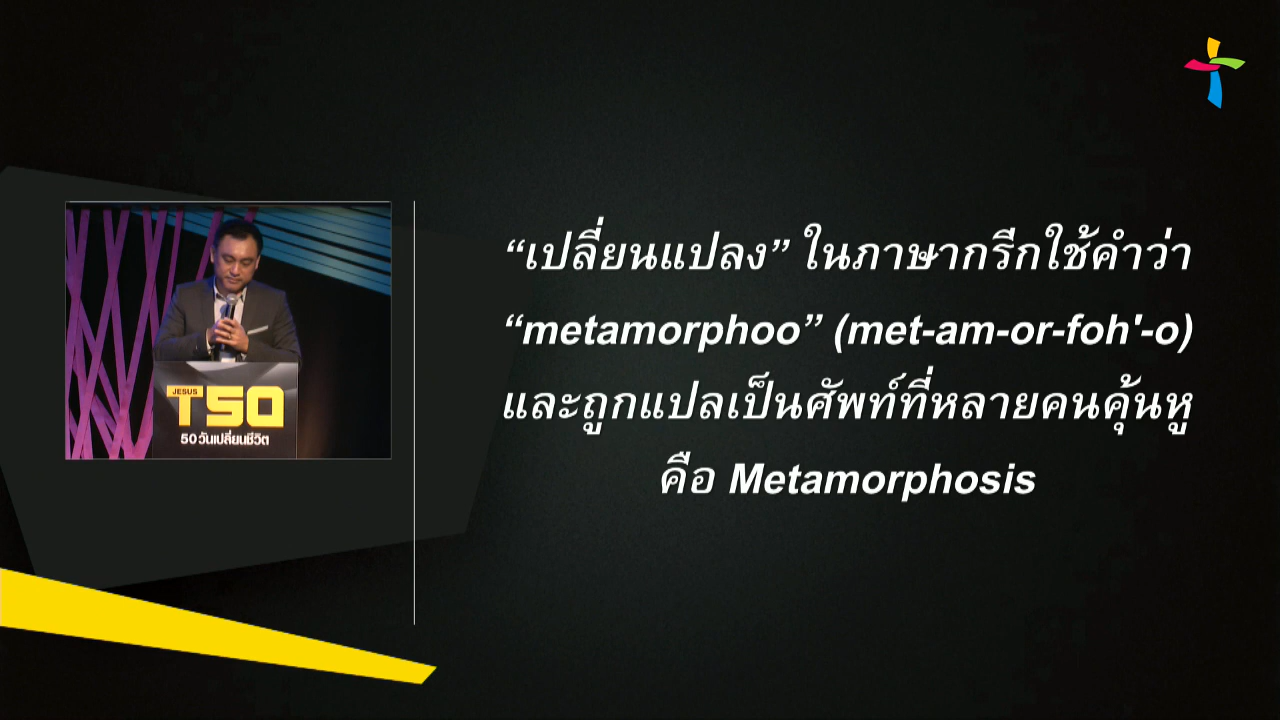 “เปลี่ยนแปลง” ในภาษากรีกใช้คำว่า
“metamorphoo” (met-am-or-foh'-o)
และถูกแปลเป็นศัพท์ที่หลายคนคุ้นหู
คือ Metamorphosis
JESUS
T50
50 วันเปลี่ยนชีวิต